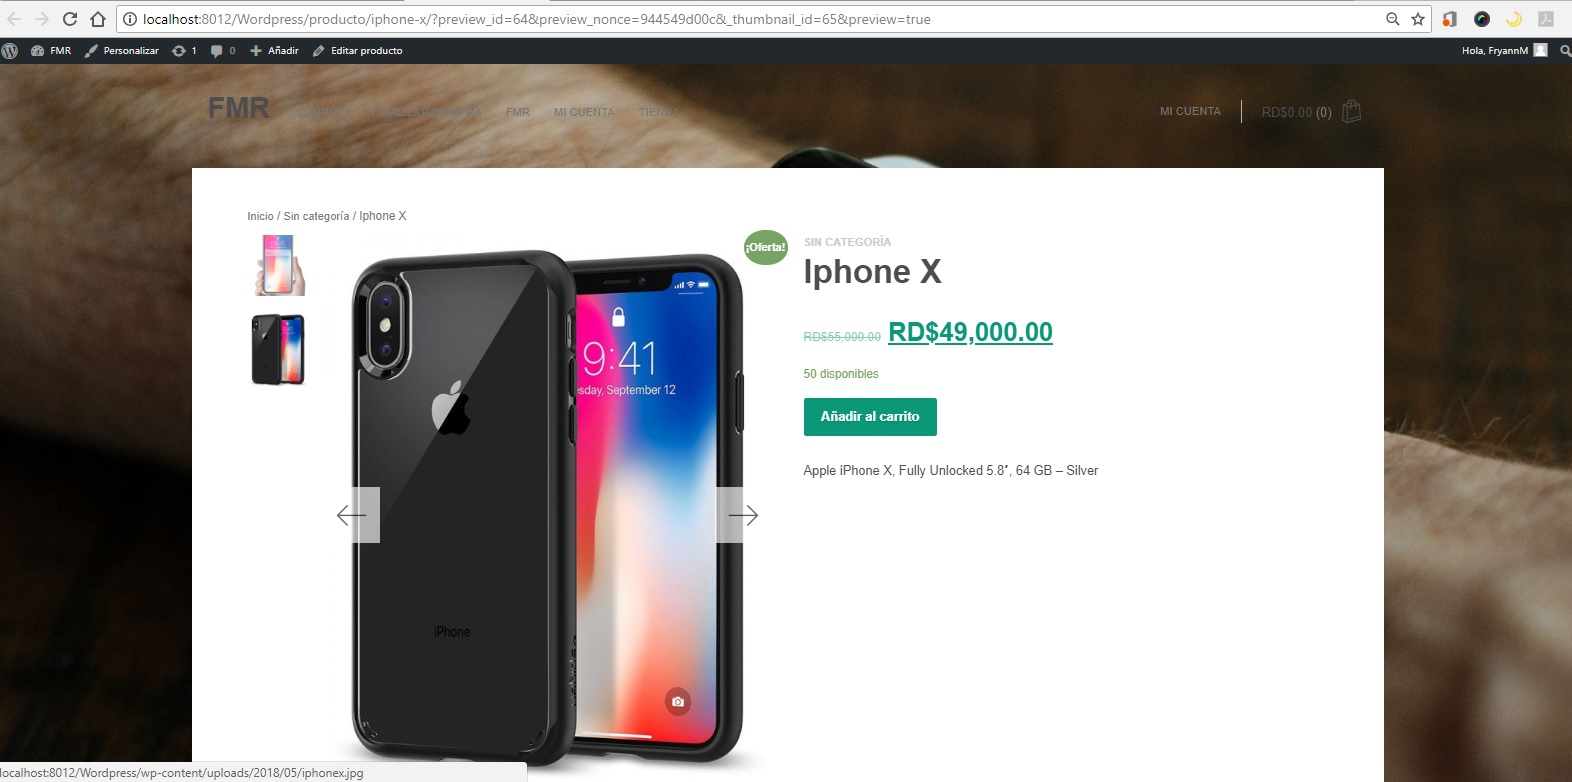 localhost:8012/Wordpress/producto/iphone-x/?preview_id=64&preview_nonce=944549d00c&_thumbnail_id=65&preview=true
FMR Personalizar 1 0 Añadir Editar producto Hola, FryannM
FMR CARRITO FINALIZAR COMPRA FMR MI CUENTA TIENDA MI CUENTA RD$0.00 (0)
Inicio / Sin categoría / Iphone X
¡Oferta!
SIN CATEGORÍA
Iphone X
RD$55,000.00 RD$49,000.00
50 disponibles
Añadir al carrito
Apple iPhone X, Fully Unlocked 5.8″, 64 GB – Silver
9:41
sday, September 12
iPhone
localhost:8012/Wordpress/wp-content/uploads/2018/05/iphonex.jpg